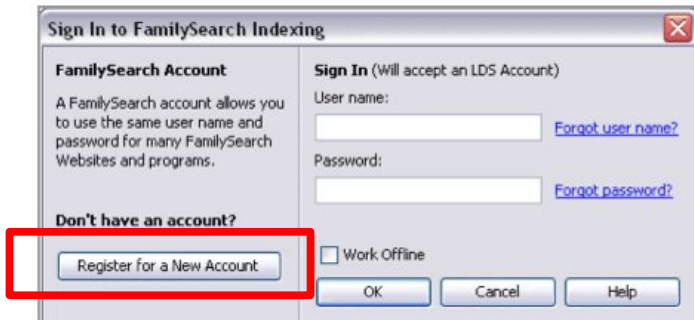 Sign In to FamilySearch Indexing
FamilySearch Account
A FamilySearch account allows you
to use the same user name and
password for many FamilySearch
Websites and programs.
Don't have an account?
Register for a New Account
Sign In (Will accept an LDS Account)
User name:
Forgot user name?
Password:
Forgot password?
Work Offline
OK
Cancel
Help